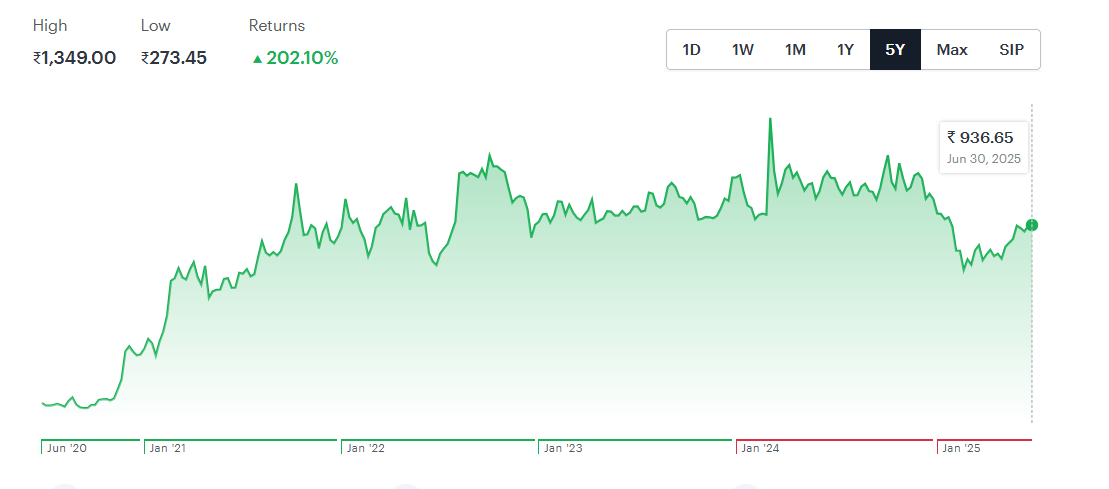 High Low Returns
₹1,349.00 ₹273.45 ▲202.10%
1D 1W 1M 1Y 5Y Max SIP
₹ 936.65
Jun 30, 2025
Jun '20 Jan '21 Jan '22 Jan '23 Jan '24 Jan '25